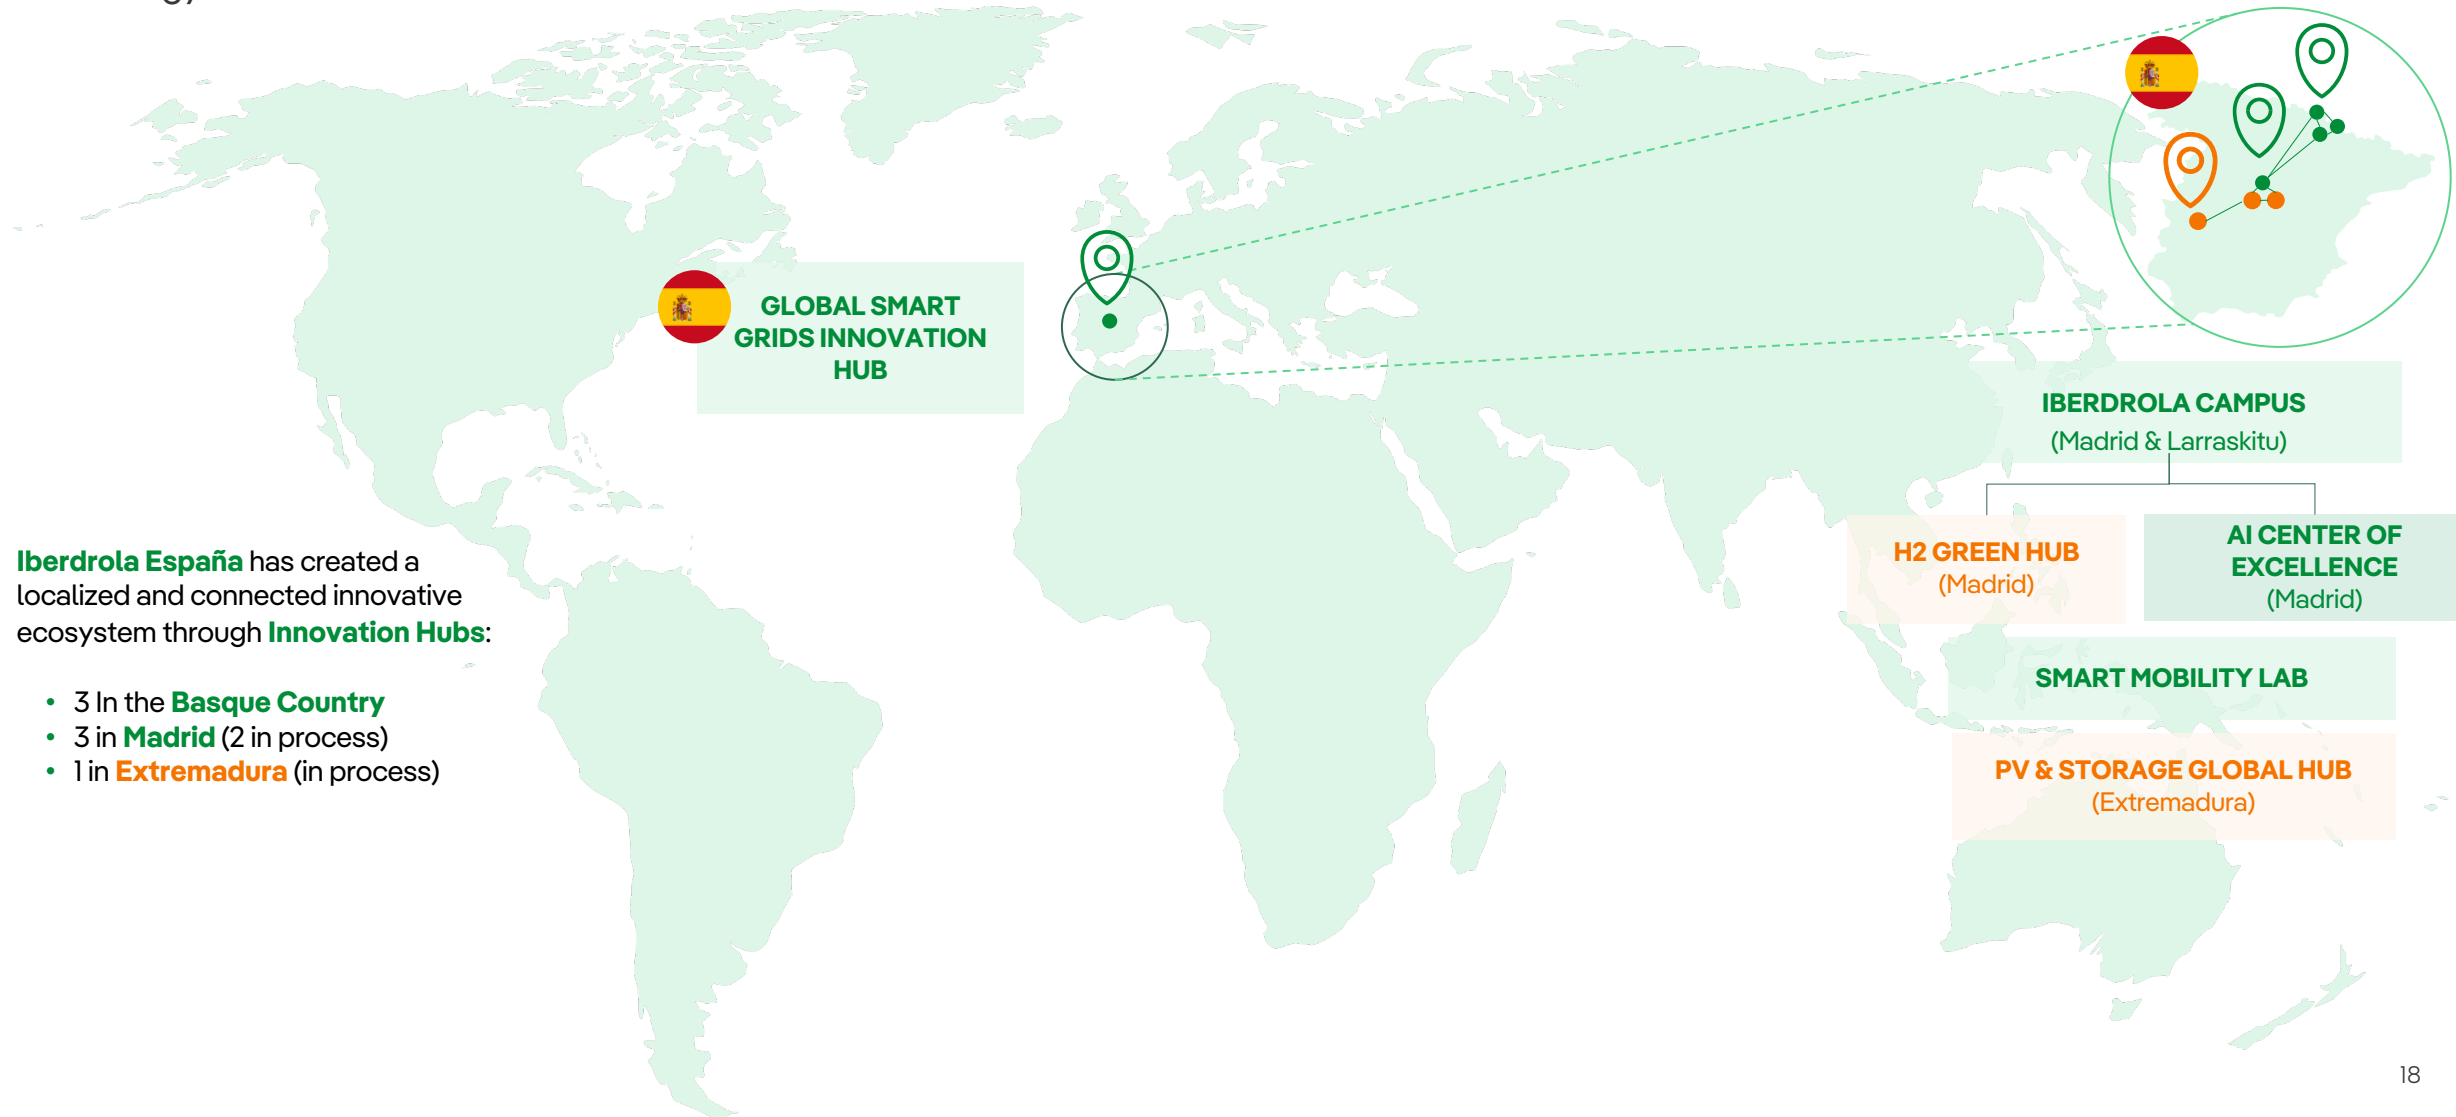 GLOBAL SMART
GRIDS INNOVATION
HUB
IBERDROLA CAMPUS
(Madrid & Larraskitu)
H2 GREEN HUB
(Madrid)
AI CENTER OF
EXCELLENCE
(Madrid)
SMART MOBILITY LAB
PV & STORAGE GLOBAL HUB
(Extremadura)
Iberdrola España has created a
localized and connected innovative
ecosystem through Innovation Hubs:
• 3 In the Basque Country
• 3 in Madrid (2 in process)
• 1 in Extremadura (in process)
18